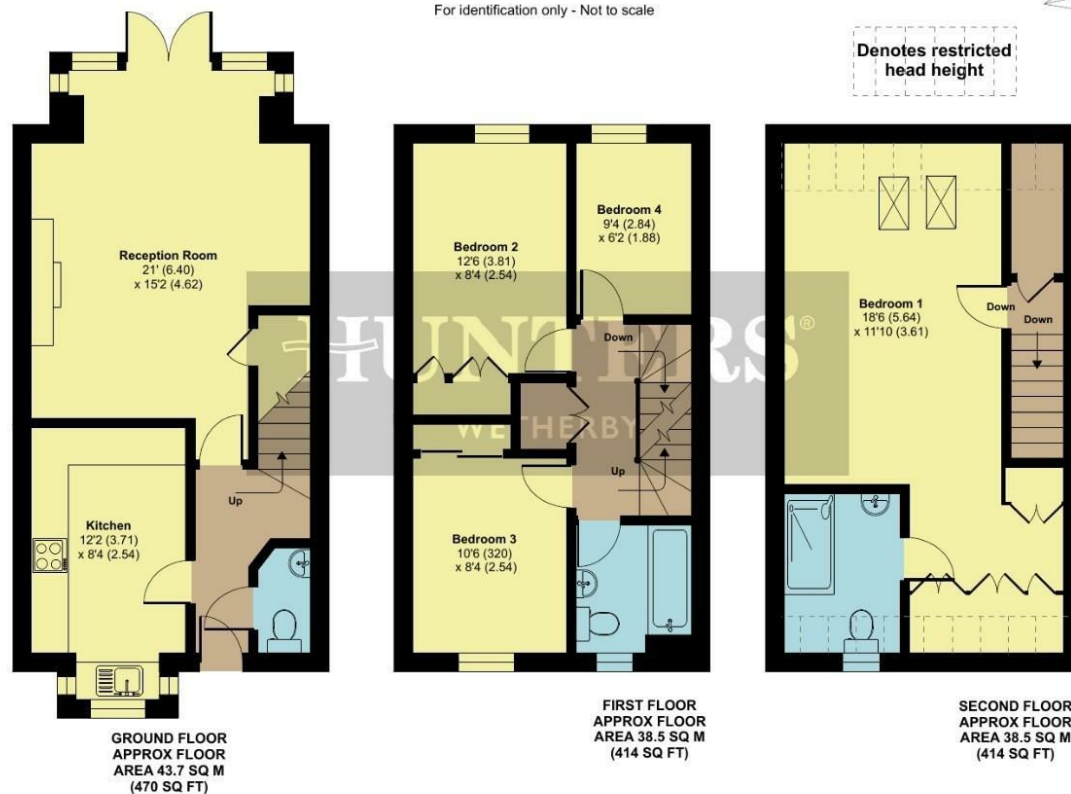 For identification only - Not to scale
Denotes restricted
head height
Reception Room
21' (6.40)
x 15'2 (4.62)
Kitchen
12'2 (3.71)
x 8'4 (2.54)
Up
GROUND FLOOR
APPROX FLOOR
AREA 43.7 SQ M
(470 SQ FT)
Bedroom 2
12'6 (3.81)
x 8'4 (2.54)
Bedroom 4
9'4 (2.84)
x 6'2 (1.88)
Down
Up
Bedroom 3
10'6 (320)
x 8'4 (2.54)
FIRST FLOOR
APPROX FLOOR
AREA 38.5 SQ M
(414 SQ FT)
Bedroom 1
18'6 (5.64)
x 11'10 (3.61)
Down
Down
SECOND FLOOR
APPROX FLOOR
AREA 38.5 SQ M
(414 SQ FT)
HUNTERS®
WETHERBY